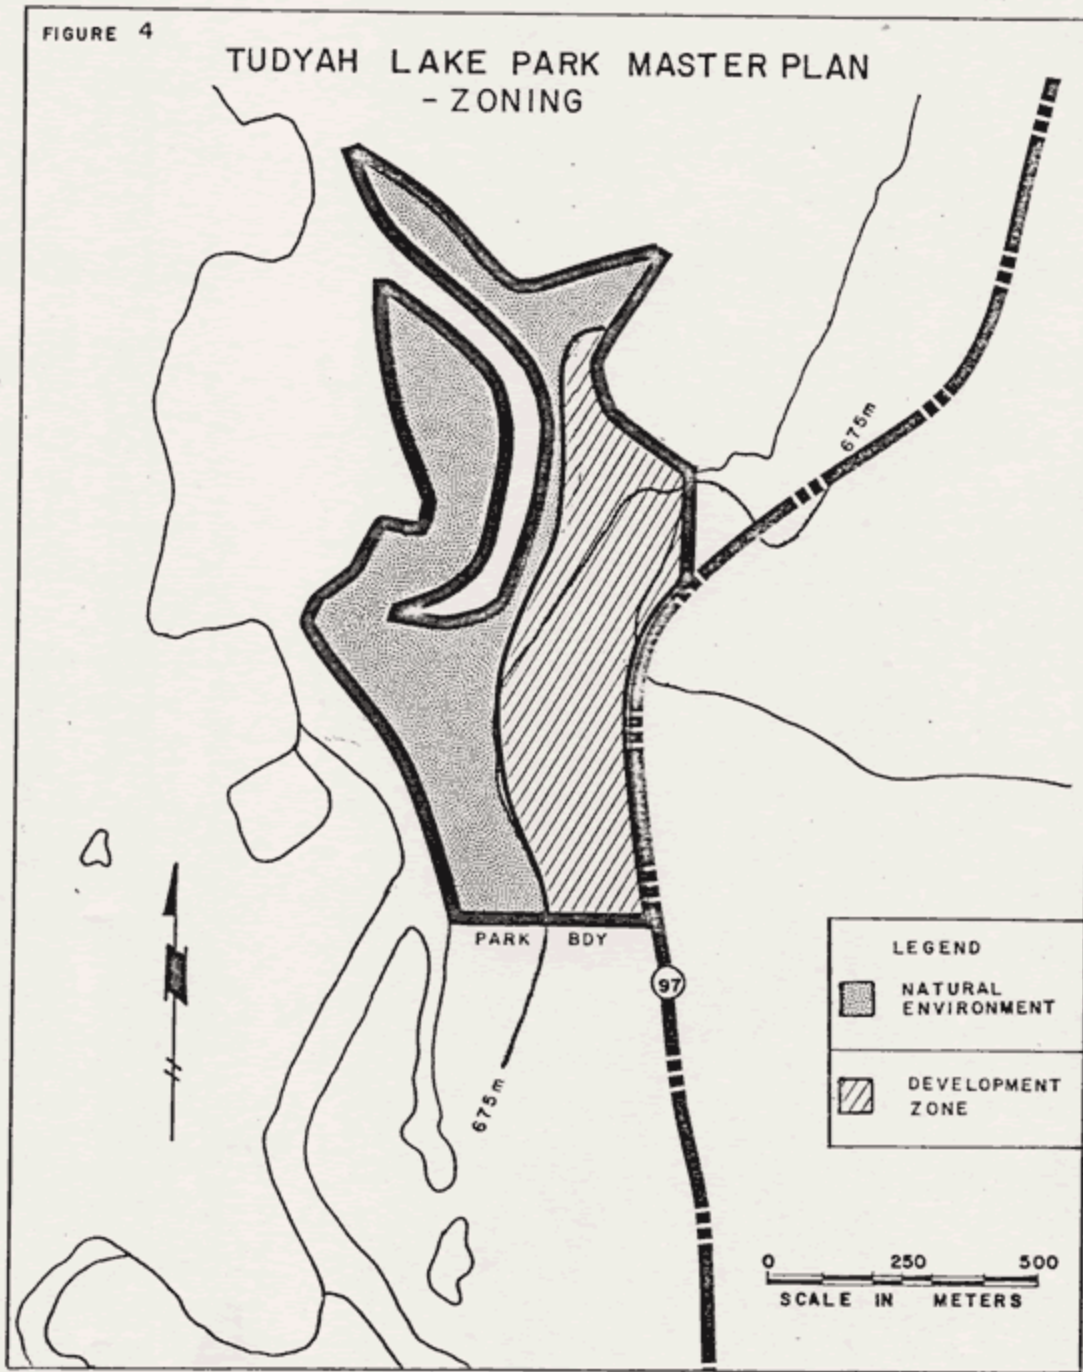 FIGURE 4
TUDYAH LAKE PARK MASTER PLAN
- ZONING
675m
PARK BDY
97
675m
LEGEND
NATURAL
ENVIRONMENT
DEVELOPMENT
ZONE
0 250 500
SCALE IN METERS